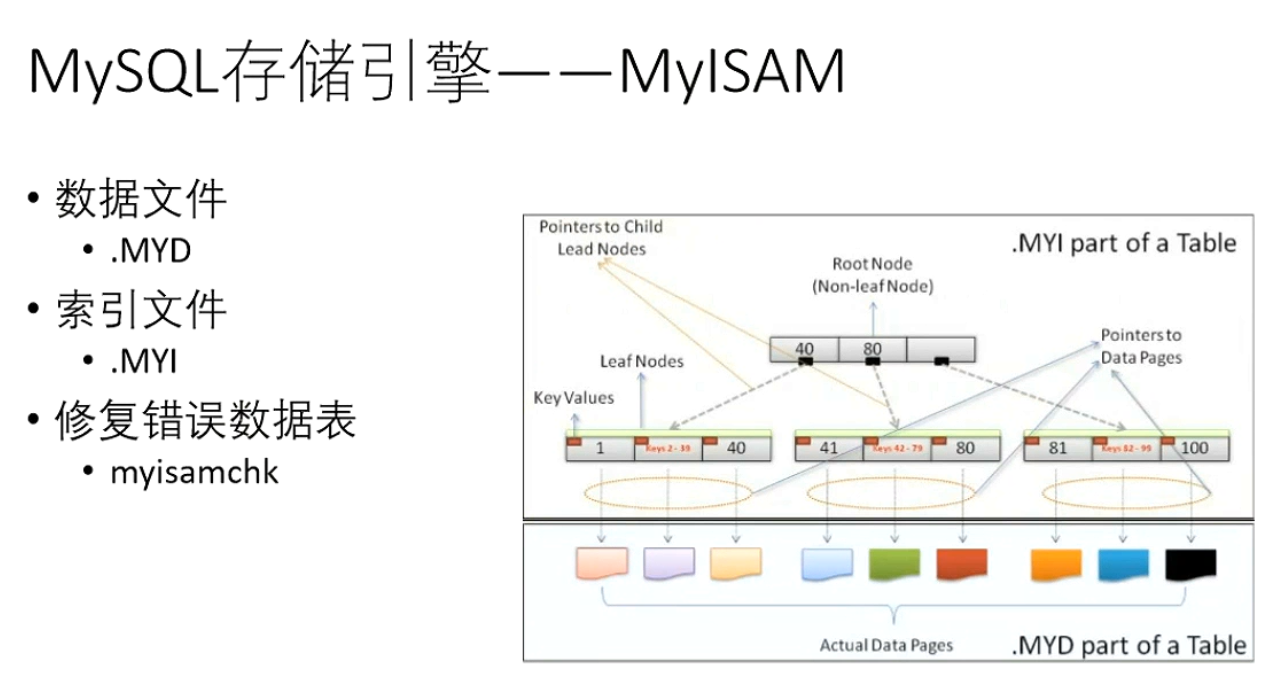 MySQL存储引擎——MyISAM
• 数据文件
• .MYD
• 索引文件
• .MYI
• 修复错误数据表
• myisamchk
Pointers to Child
Lead Nodes
.MYI part of a Table
Root Node
(Non-leaf Node)
40 80
Pointers to
Data Pages
Leaf Nodes
Key Values
1 Keys 2 - 39 40
41 Keys 42 - 79 80
81 Keys 82 - 99 100
Actual Data Pages
.MYD part of a Table